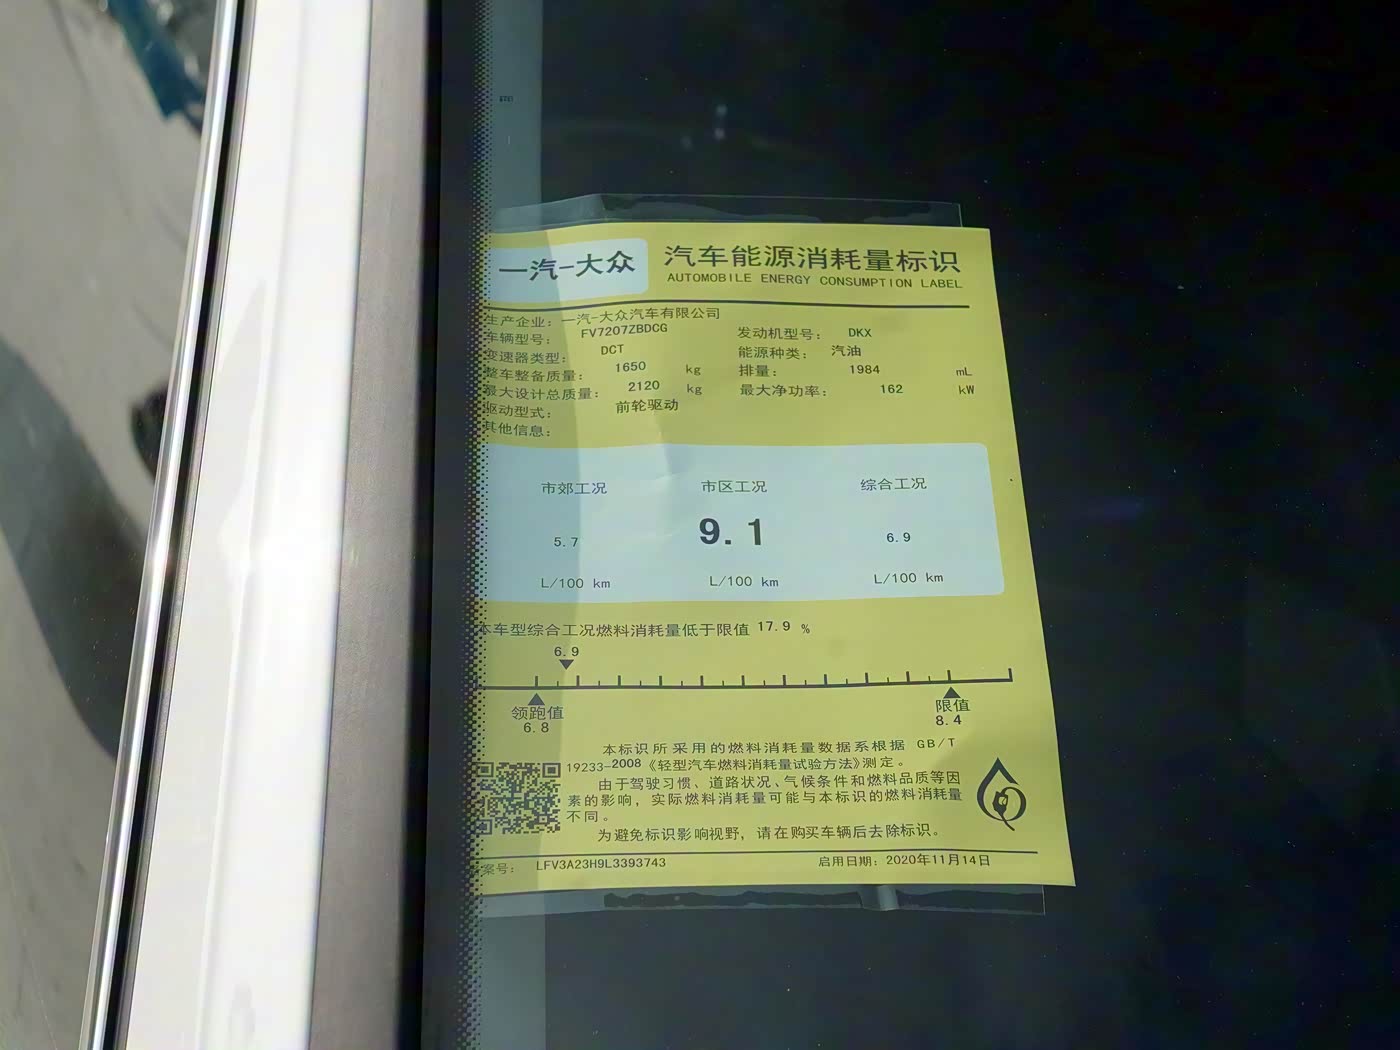 一汽-大众
汽车能源消耗量标识
AUTOMOBILE ENERGY CONSUMPTION LABEL
生产企业: 一汽-大众汽车有限公司
车辆型号: FV7207ZBDCG 发动机型号: DKX
变速器类型: DCT 能源种类: 汽油
整车整备质量: 1650 kg 排量: 1984 mL
最大设计总质量: 2120 kg 最大净功率: 162 kW
驱动型式: 前轮驱动
其他信息:
市郊工况 市区工况 综合工况
5.7 9.1 6.9
L/100 km L/100 km L/100 km
本车型综合工况燃料消耗量低于限值 17.9 %
6.9
领跑值 限值
6.8 8.4
本标识所采用的燃料消耗量数据系根据 GB/T
19233-2008《轻型汽车燃料消耗量试验方法》测定。
由于驾驶习惯、道路状况、气候条件和燃料品质等因
素的影响，实际燃料消耗量可能与本标识的燃料消耗量
不同。
为避免标识影响视野，请在购买车辆后去除标识。
案号: LFV3A23H9L3393743 启用日期: 2020年11月14日